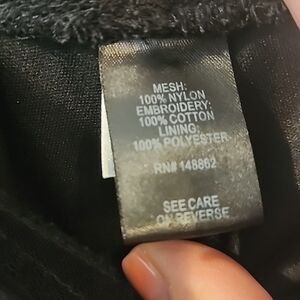 MESH:
100% NYLON
EMBROIDERY:
100% COTTON
LINING:
100% POLYESTER
RN# 148862
SEE CARE
ON REVERSE